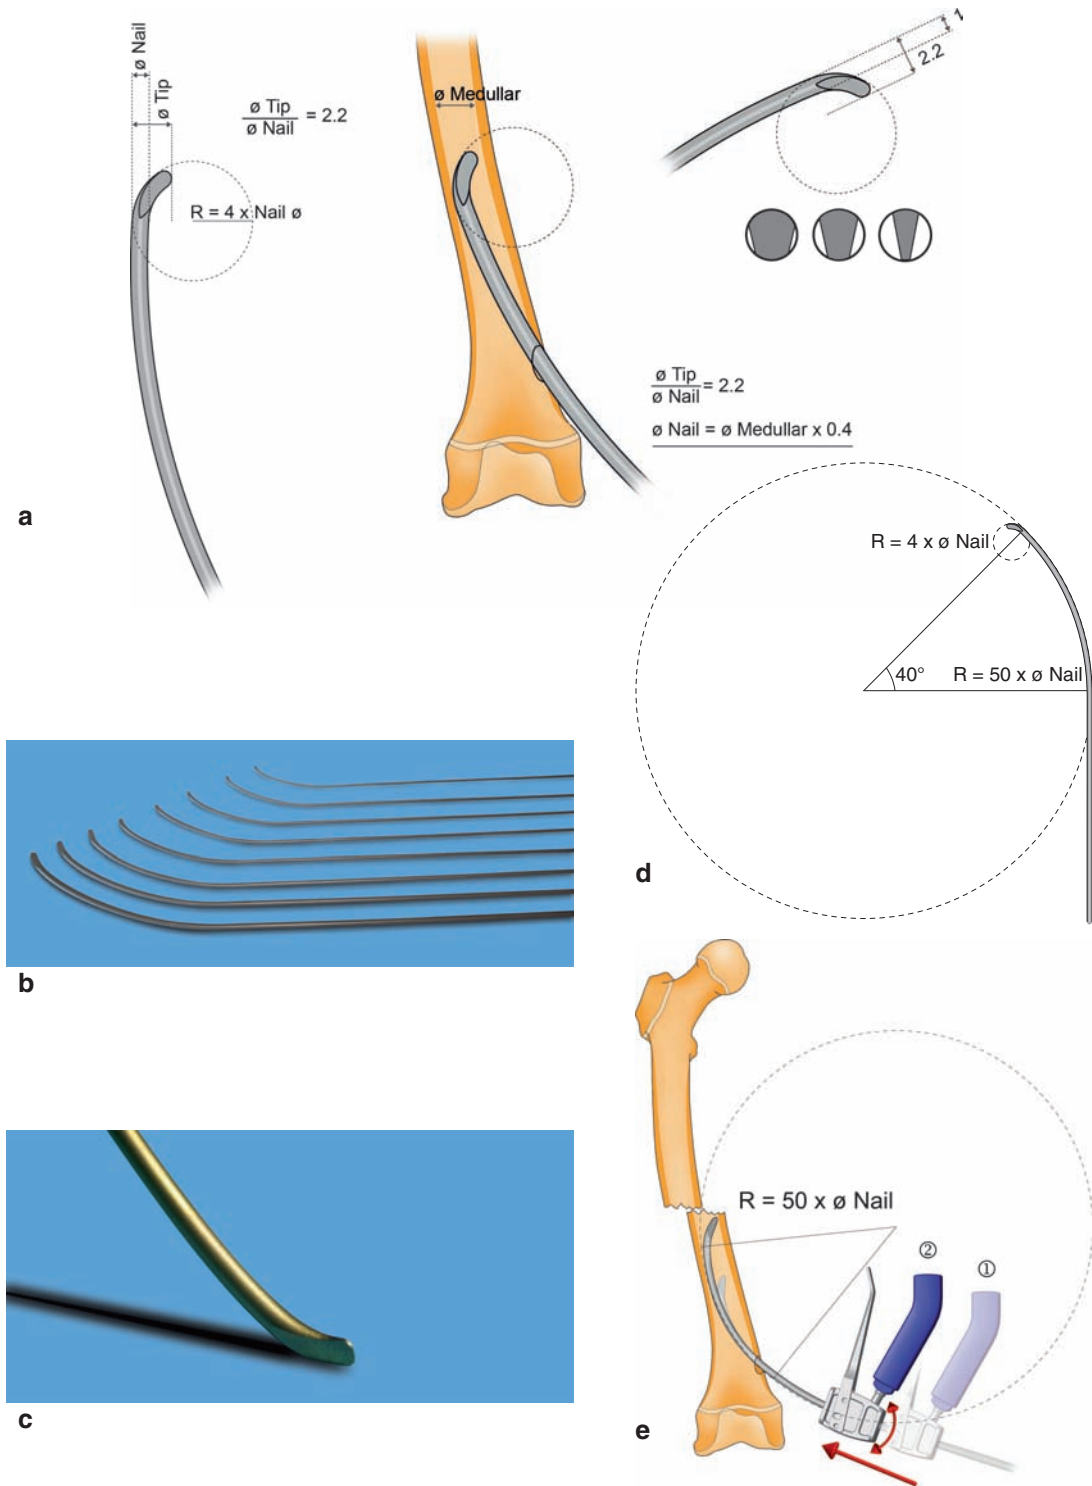 ø Nail
ø Tip
ø Tip
ø Nail = 2.2
R = 4 x Nail ø
ø Medullar
1
2.2
ø Tip
ø Nail = 2.2
ø Nail = ø Medullar x 0.4
a
R = 4 x ø Nail
40°
R = 50 x ø Nail
d
b
R = 50 x ø Nail
②
①
c
e